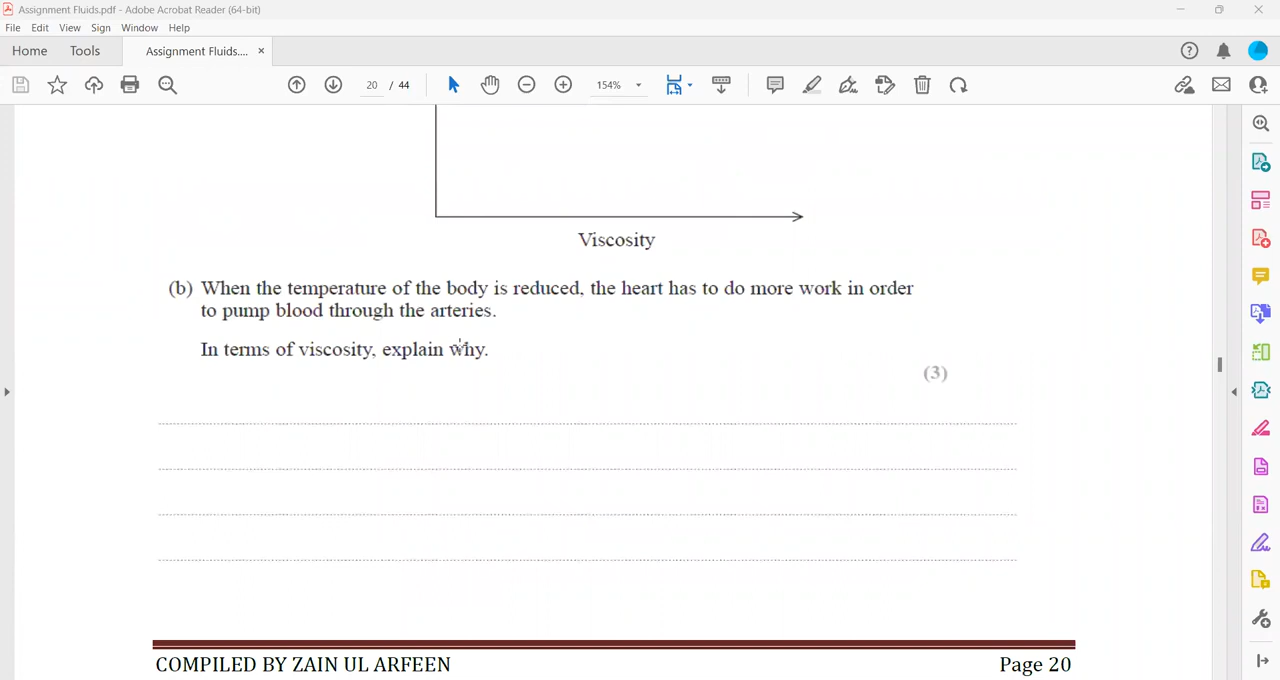 Assignment Fluids.pdf - Adobe Acrobat Reader (64-bit)
File Edit View Sign Window Help
Home Tools Assignment Fluids.... ×
20 / 44 154%
Viscosity
(b) When the temperature of the body is reduced, the heart has to do more work in order
to pump blood through the arteries.
In terms of viscosity, explain why.
(3)
COMPILED BY ZAIN UL ARFEEN Page 20